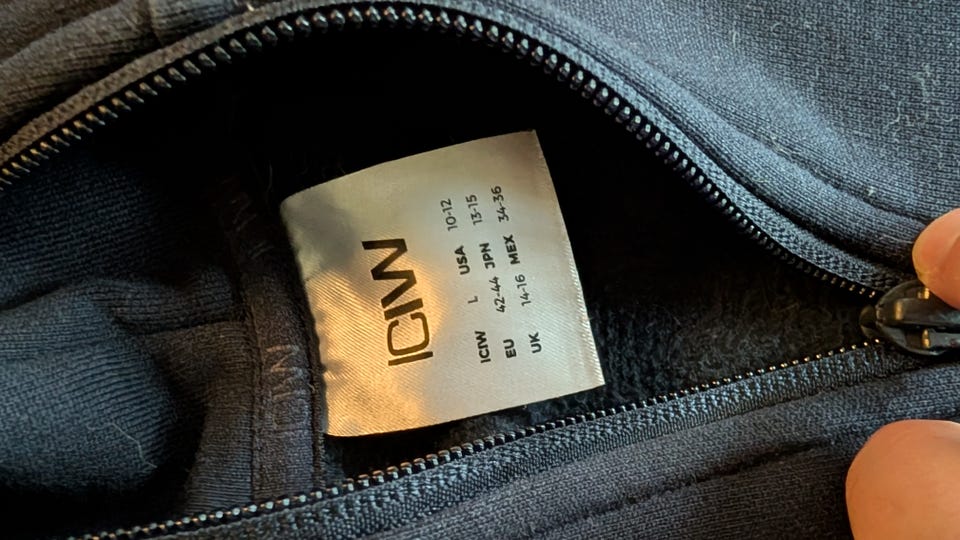 ICIW
ICIW L USA 10-12
EU 42-44 JPN 13-15
UK 14-16 MEX 34-36